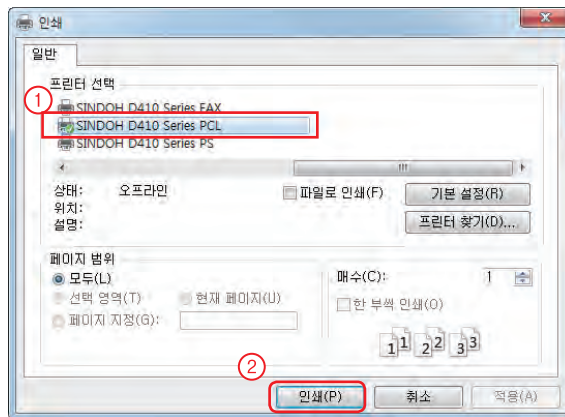 인쇄
일반
프린터 선택
①
SINDOH D410 Series FAX
SINDOH D410 Series PCL
SINDOH D410 Series PS
상태: 오프라인
파일로 인쇄(F)
기본 설정(R)
위치:
설명:
프린터 찾기(D)...
페이지 범위
모두(L)
선택 영역(T) 현재 페이지(U)
페이지 지정(G):
매수(C): 1
한 부씩 인쇄(O)
11 22 33
②
인쇄(P) 취소 적용(A)